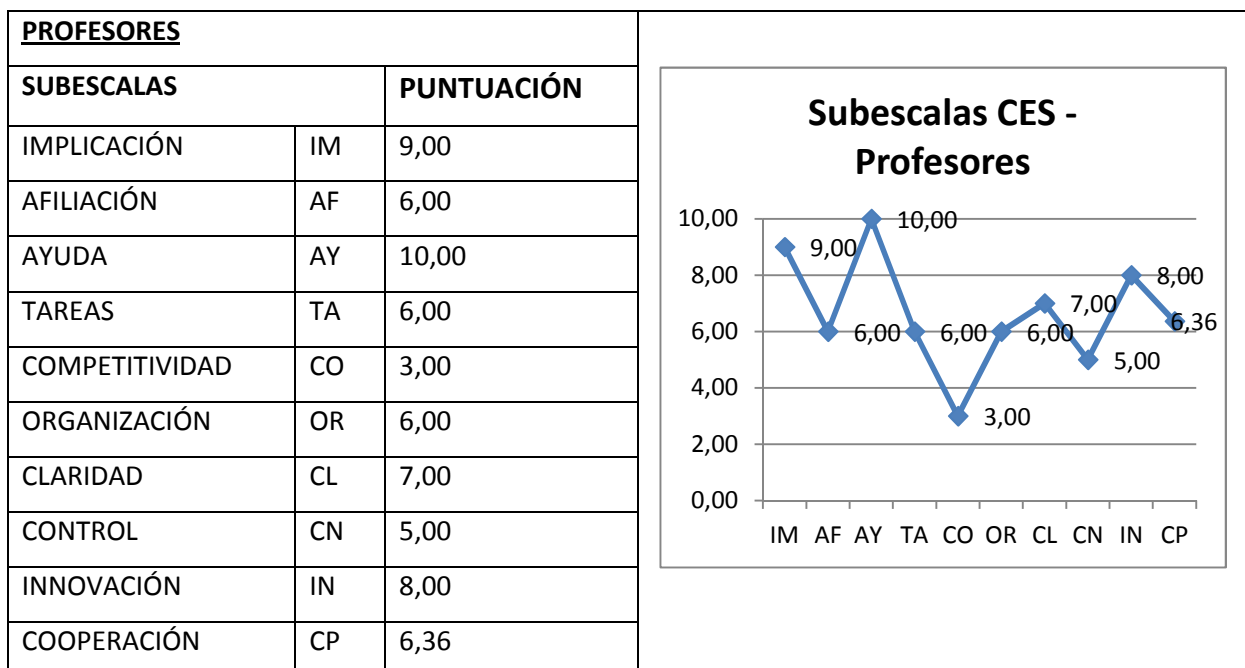 PROFESORES
SUBESCALAS PUNTUACIÓN
IMPLICACIÓN IM 9,00
AFILIACIÓN AF 6,00
AYUDA AY 10,00
TAREAS TA 6,00
COMPETITIVIDAD CO 3,00
ORGANIZACIÓN OR 6,00
CLARIDAD CL 7,00
CONTROL CN 5,00
INNOVACIÓN IN 8,00
COOPERACIÓN CP 6,36
Subescalas CES -
Profesores
10,00 10,00
9,00
8,00 8,00
7,00
6,36
6,00 6,00 6,00 6,00
5,00
4,00
3,00
2,00
0,00
IM AF AY TA CO OR CL CN IN CP